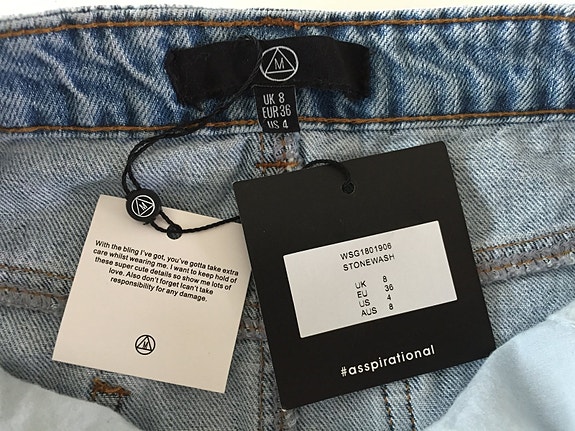 M
UK 8
EUR 36
US 4
M
With the bling I've got, you've gotta take extra
care whilst wearing me. I want to keep hold of
these super cute details so show me lots of
love. Also don't forget Ican't take
responsibility for any damage.
M
WSG1801906
STONEWASH
UK 8
EU 36
US 4
AUS 8
#asspirational